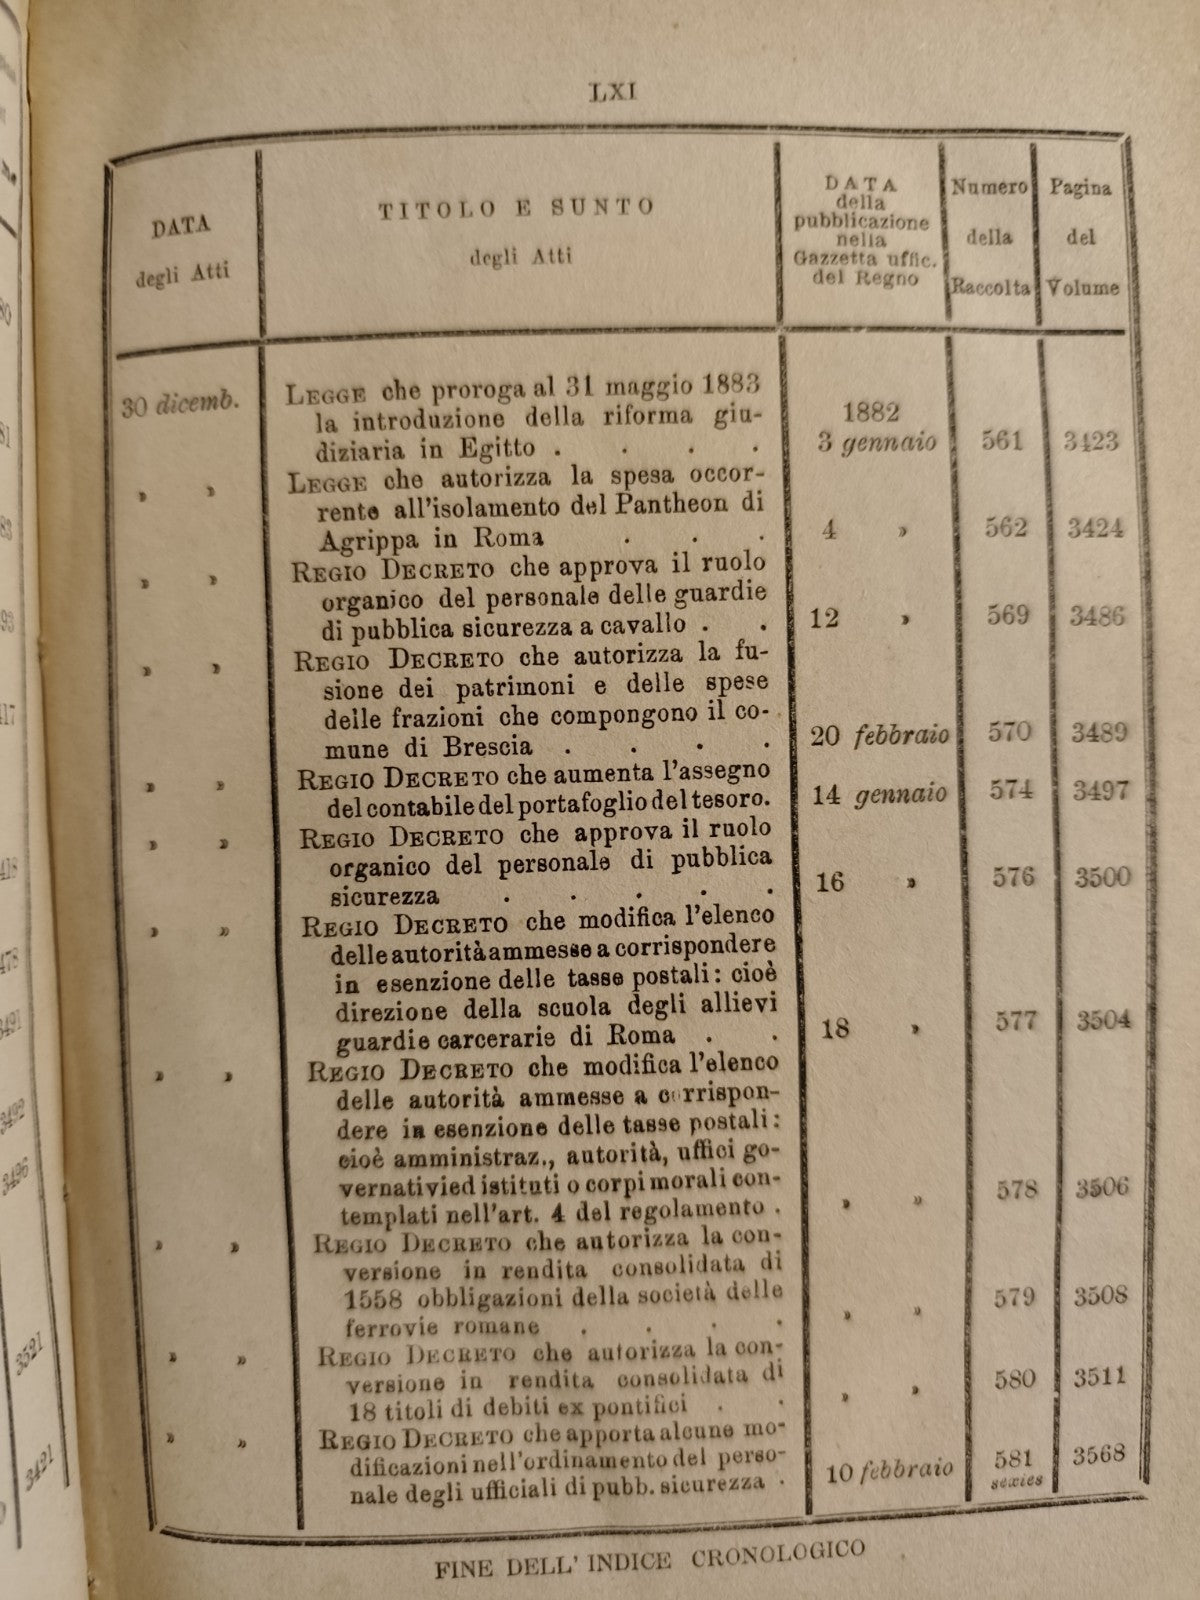 LXI
DATA
degli Atti
TITOLO E SUNTO
degli Atti
DATA
della
pubblicazione
nella
Gazzetta uffic.
del Regno
Numero
della
Raccolta
Pagina
del
Volume
30 dicemb. LEGGE che proroga al 31 maggio 1883
la introduzione della riforma giu- 1882
diziaria in Egitto . . . . 3 gennaio 561 3423
» » LEGGE che autorizza la spesa occor-
rente all'isolamento del Pantheon di
Agrippa in Roma . . . 4 » 562 3424
» » REGIO DECRETO che approva il ruolo
organico del personale delle guardie
di pubblica sicurezza a cavallo . . 12 » 569 3486
» » REGIO DECRETO che autorizza la fu-
sione dei patrimoni e delle spese
delle frazioni che compongono il co-
mune di Brescia . . . . 20 febbraio 570 3489
» » REGIO DECRETO che aumenta l'assegno
del contabile del portafoglio del tesoro. 14 gennaio 574 3497
» » REGIO DECRETO che approva il ruolo
organico del personale di pubblica
sicurezza . . . . . 16 » 576 3500
» » REGIO DECRETO che modifica l'elenco
delle autorità ammesse a corrispondere
in esenzione delle tasse postali: cioè
direzione della scuola degli allievi
guardie carcerarie di Roma . . 18 » 577 3504
» » REGIO DECRETO che modifica l'elenco
delle autorità ammesse a corrispon-
dere in esenzione delle tasse postali:
cioè amministraz., autorità, uffici go-
vernativi ed istituti o corpi morali con-
templati nell'art. 4 del regolamento . » » 578 3506
» » REGIO DECRETO che autorizza la con-
versione in rendita consolidata di
1558 obbligazioni della società delle
ferrovie romane . . . . » » 579 3508
» » REGIO DECRETO che autorizza la con-
versione in rendita consolidata di
18 titoli di debiti ex pontifici . . » » 580 3511
» » REGIO DECRETO che apporta alcune mo-
dificazioni nell'ordinamento del perso-
nale degli ufficiali di pubb. sicurezza . 10 febbraio 581 3568
sexies
FINE DELL' INDICE CRONOLOGICO
3492
3496
3521
3421